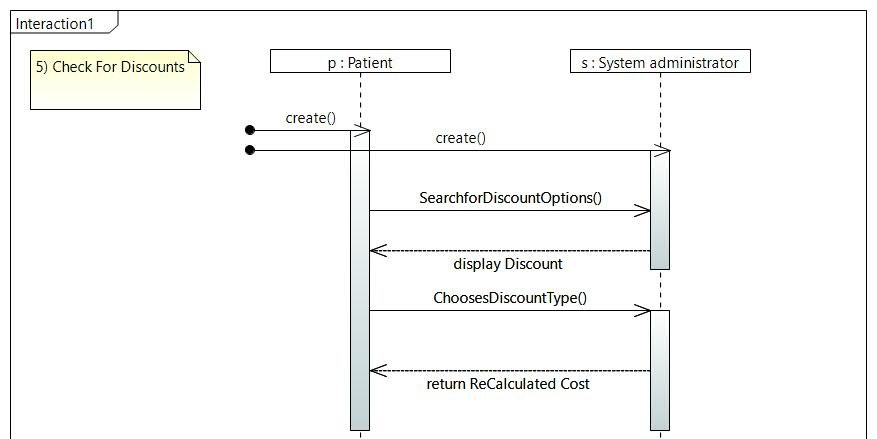 Interaction1
5) Check For Discounts
p : Patient
s : System administrator
create()
create()
SearchforDiscountOptions()
display Discount
ChoosesDiscountType()
return ReCalculated Cost